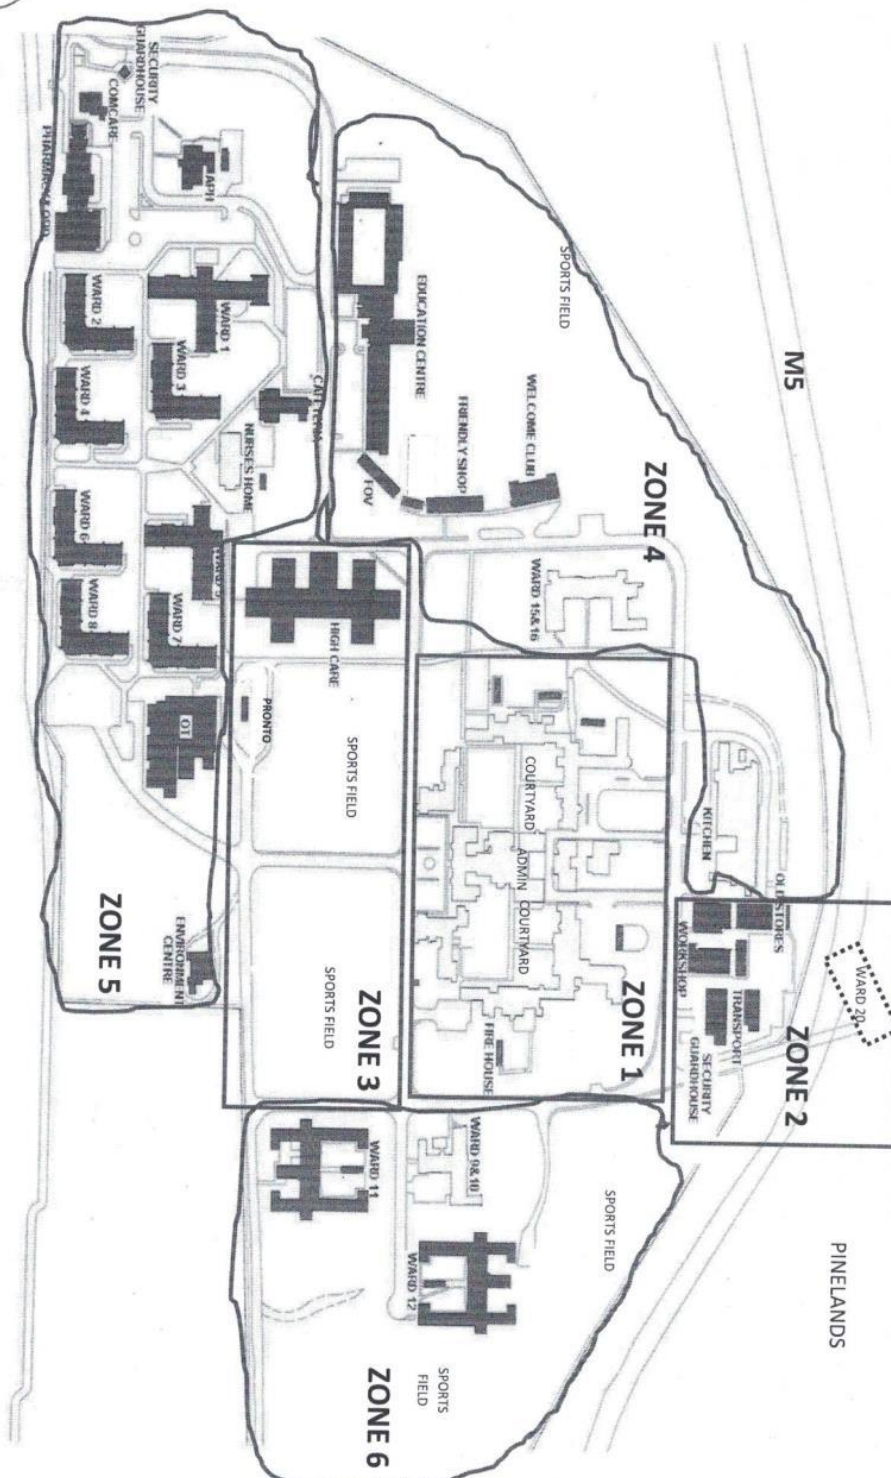 M5
PINELANDS
SPORTS FIELD
ZONE 4
WELCOME CLUB
FRIENDLY SHOP
EDUCATION CENTRE
FOV
WARD 15&16
KITCHEN
OLD STORES
WORKSHOP
TRANSPORT
SECURITY
GUARDHOUSE
WARD 20
ZONE 2
ZONE 1
COURTYARD
ADMIN
COURTYARD
FIRE HOUSE
HIGH CARE
PRONTO
SPORTS FIELD
SPORTS FIELD
ZONE 3
SECURITY
GUARDHOUSE
COMCARE
WARD 1
WARD 2
WARD 3
WARD 4
NURSES HOME
WARD 6
WARD 7
WARD 8
OT
ENVIRONMENT
CENTRE
ZONE 5
WARD 9&10
WARD 11
WARD 12
SPORTS FIELD
SPORTS
FIELD
ZONE 6